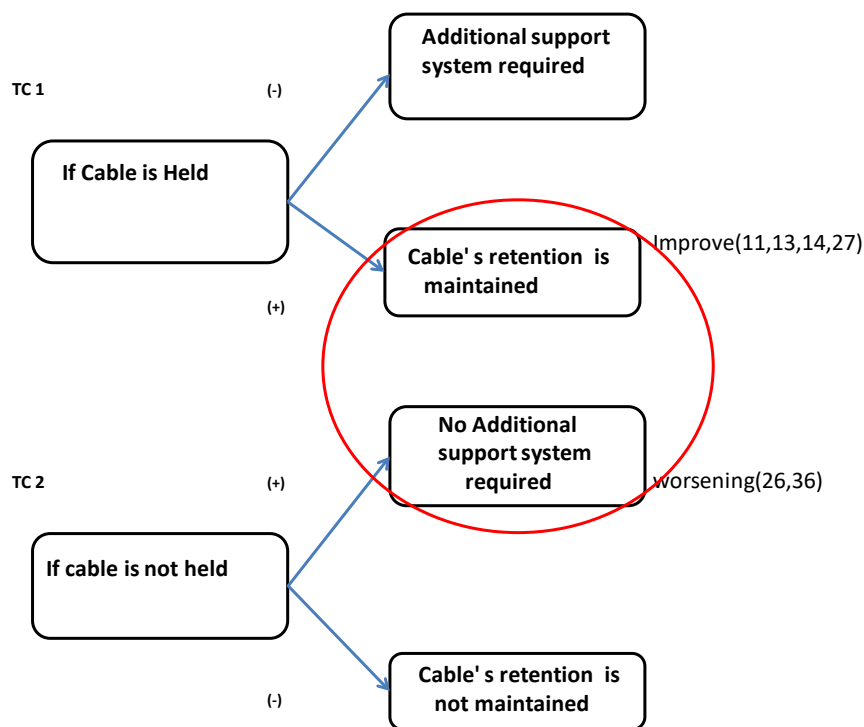 Additional support
system required
TC 1
(-)
If Cable is Held
Improve(11,13,14,27)
Cable' s retention is
maintained
(+)
No Additional
support system
required
TC 2
(+)
worsening(26,36)
If cable is not held
Cable' s retention is
not maintained
(-)